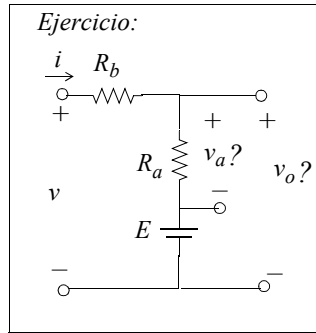 Ejercicio:
i
R_b
+
+
+
R_a
v_a?
v_o?
v
−
E
−
−